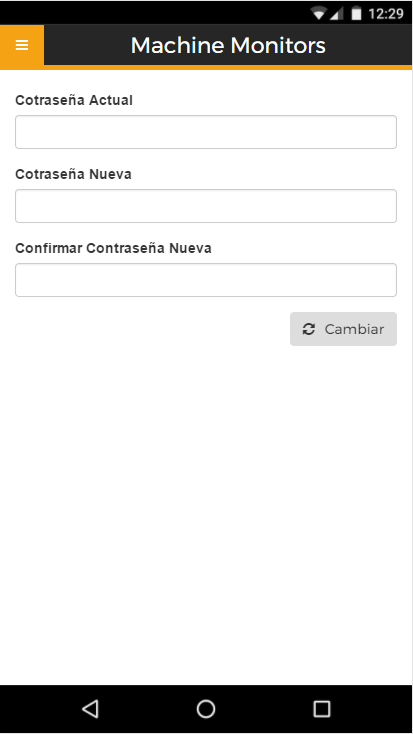 12:29
Machine Monitors
Cotraseña Actual
Cotraseña Nueva
Confirmar Contraseña Nueva
Cambiar